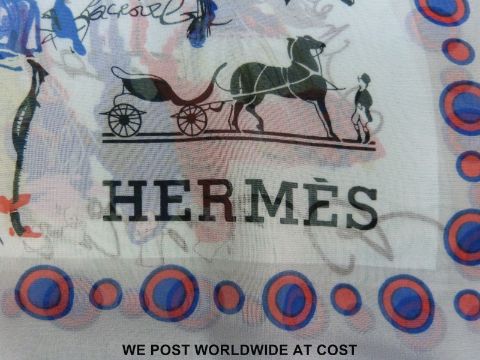 HERMÈS
WE POST WORLDWIDE AT COST